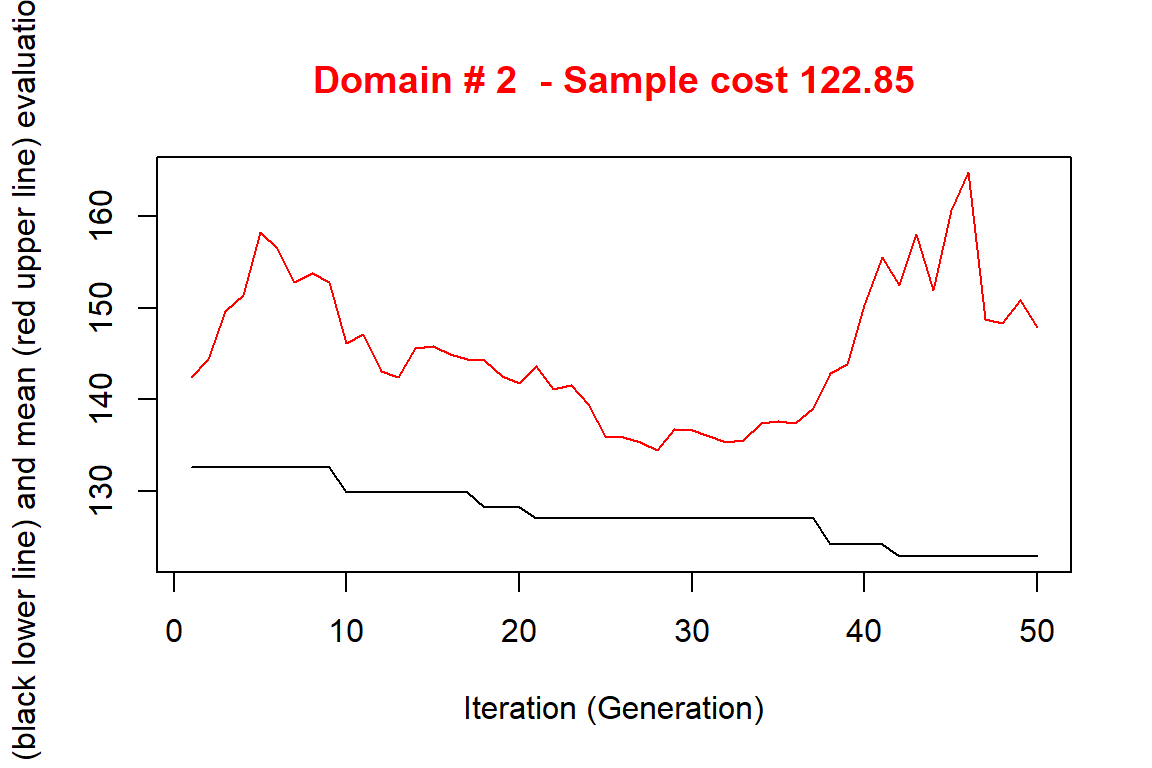 Domain # 2  - Sample cost 122.85
(black lower line) and mean (red upper line) evaluatio
160
150
140
130
0 10 20 30 40 50
Iteration (Generation)